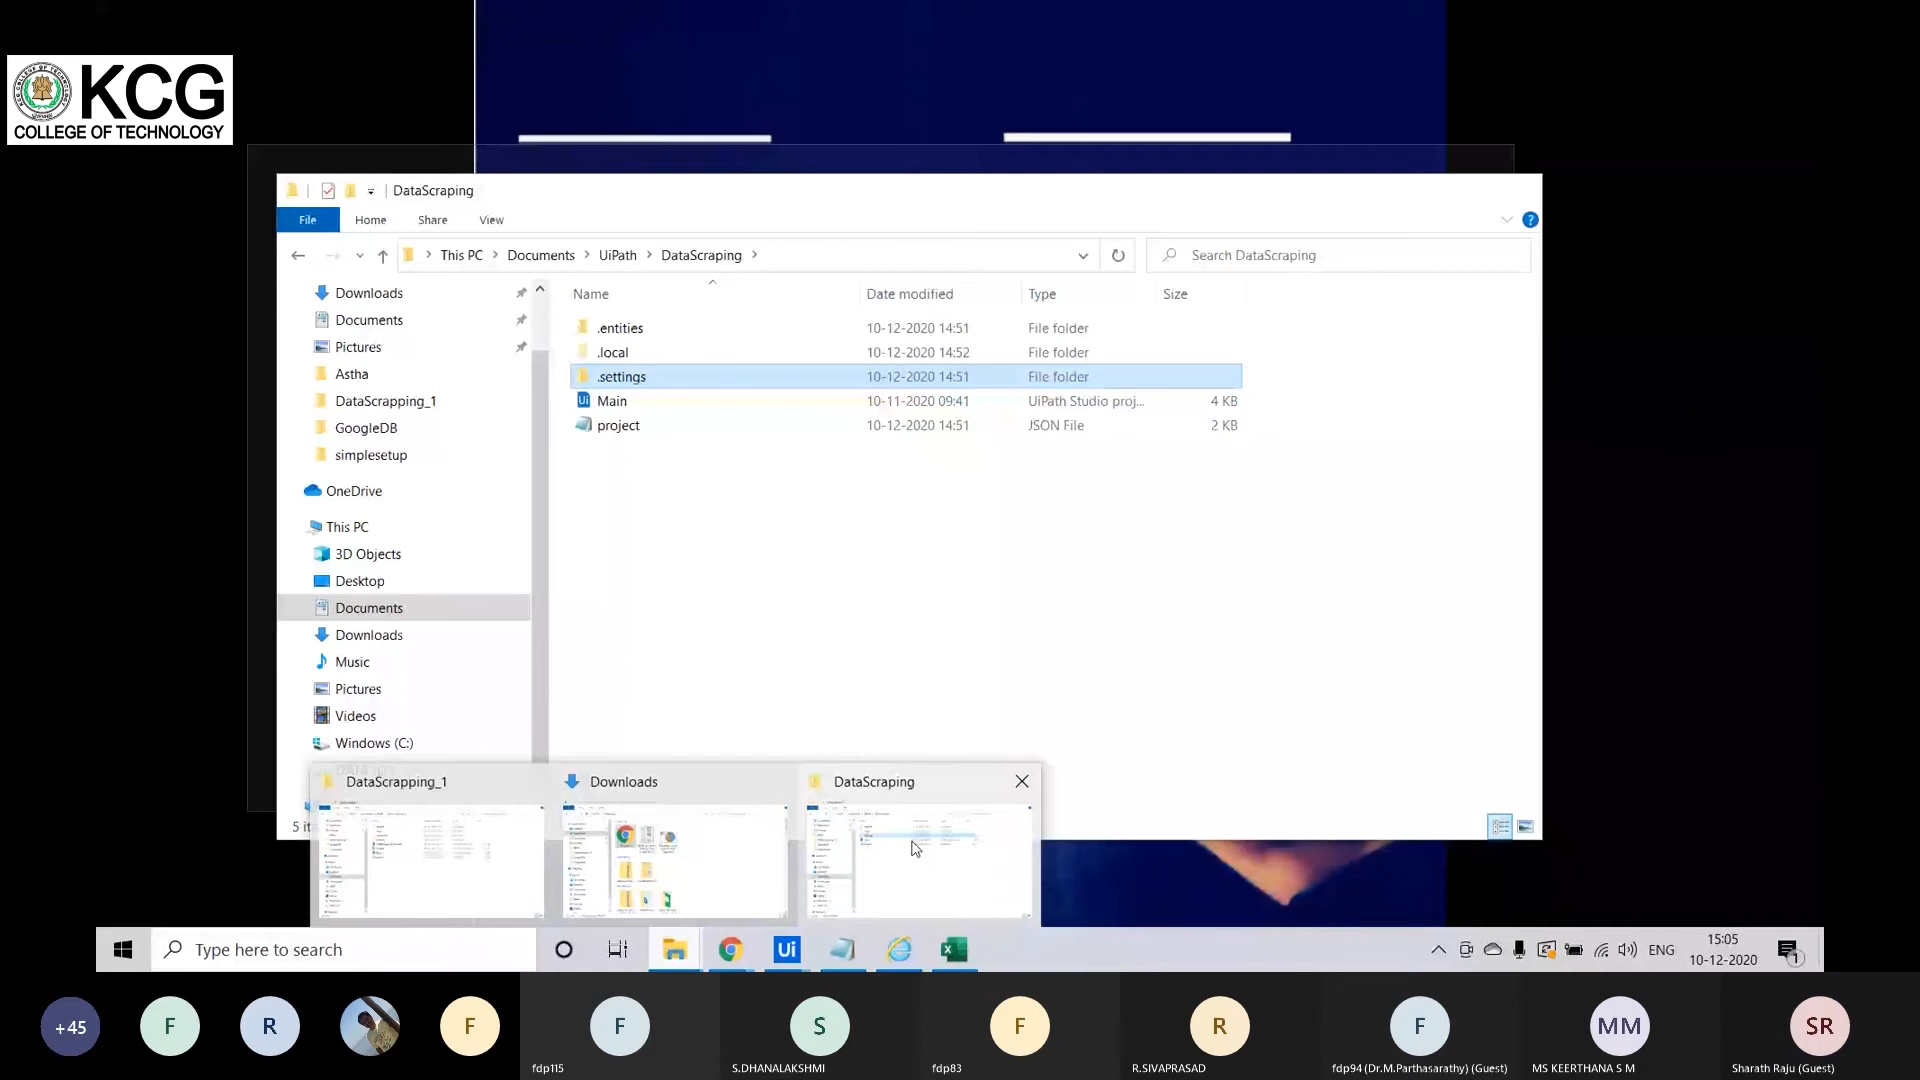 KCG
COLLEGE OF TECHNOLOGY
DataScraping
File Home Share View
This PC Documents UiPath DataScraping
Search DataScraping
Name Date modified Type Size
.entities 10-12-2020 14:51 File folder
.local 10-12-2020 14:52 File folder
.settings 10-12-2020 14:51 File folder
Main 10-11-2020 09:41 UiPath Studio proj... 4 KB
project 10-12-2020 14:51 JSON File 2 KB
Downloads
Documents
Pictures
Astha
DataScrapping_1
GoogleDB
simplesetup
OneDrive
This PC
3D Objects
Desktop
Documents
Downloads
Music
Pictures
Videos
Windows (C:)
DataScrapping_1 Downloads DataScraping
Type here to search
Ui
ENG
15:05
10-12-2020
1
+45 F R F F S F R F MM SR
fdp115 S.DHANALAKSHMI fdp83 R.SIVAPRASAD fdp94 (Dr.M.Parthasarathy) (Guest) MS KEERTHANA S M Sharath Raju (Guest)